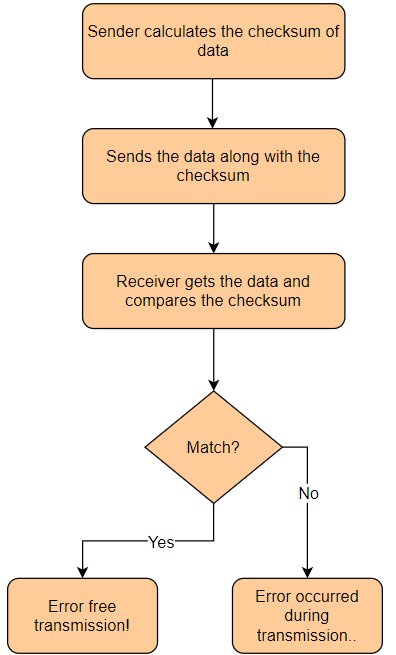 Sender calculates the checksum of
data
Sends the data along with the
checksum
Receiver gets the data and
compares the checksum
Match?
No
Yes
Error free
transmission!
Error occurred
during
transmission..